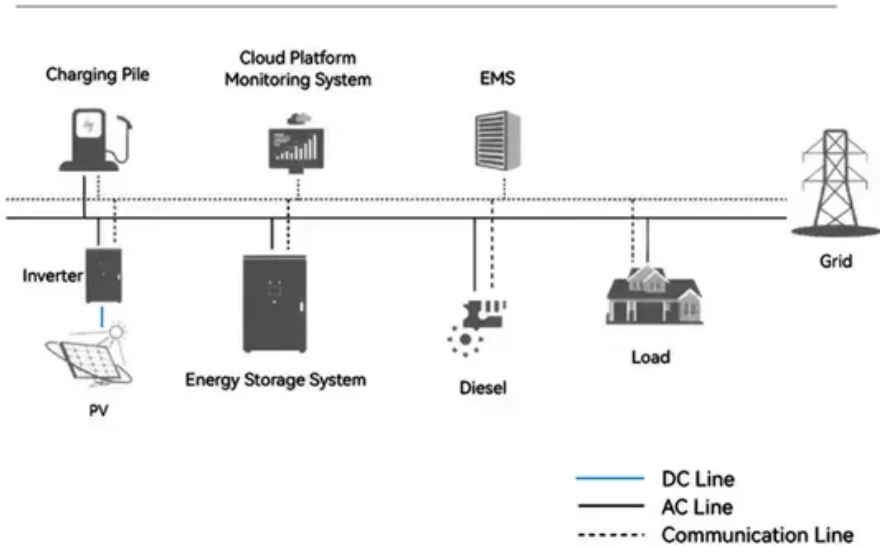 Charging Pile
Cloud Platform
Monitoring System
EMS
Grid
Inverter
PV
Energy Storage System
Diesel
Load
DC Line
AC Line
Communication Line